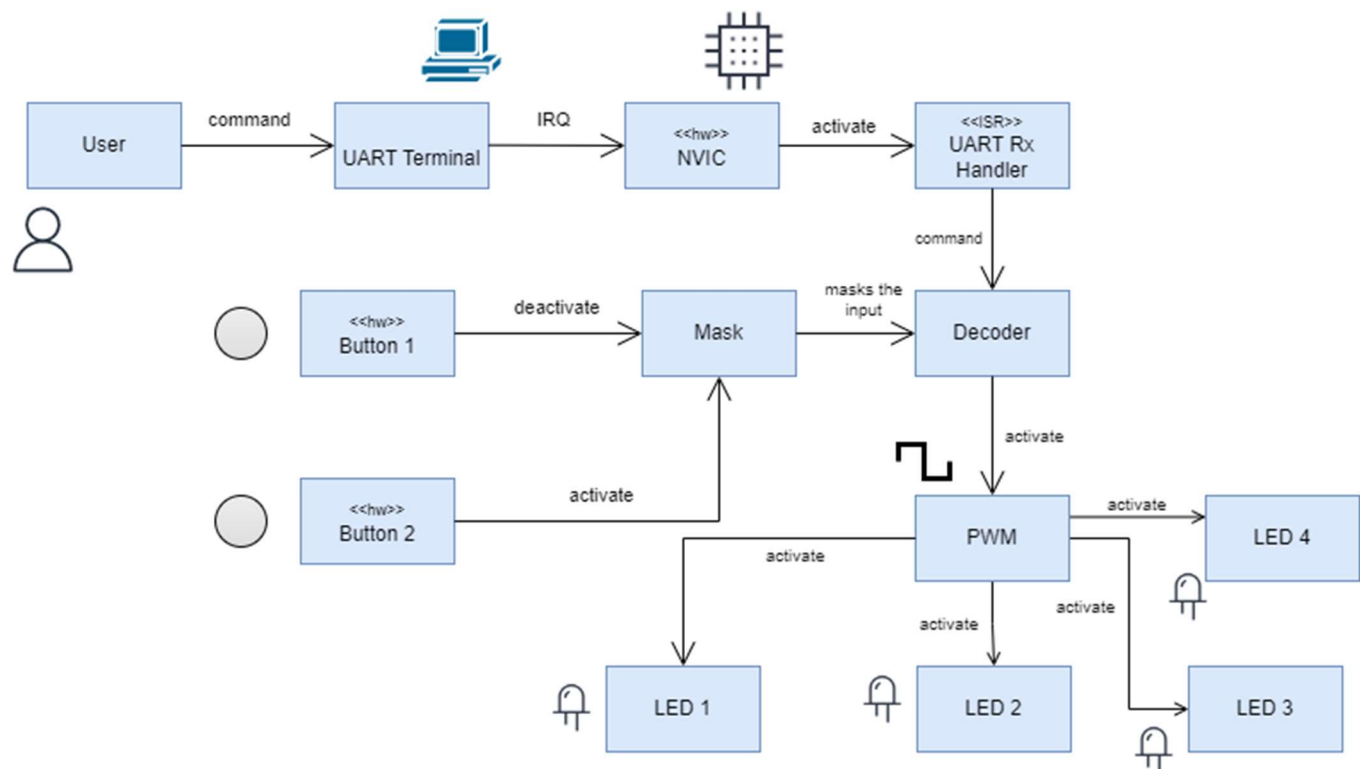 User
command
UART Terminal
IRQ
<<hw>>
NVIC
activate
<<ISR>>
UART Rx
Handler
command
<<hw>>
Button 1
deactivate
Mask
masks the
input
Decoder
<<hw>>
Button 2
activate
activate
PWM
activate
LED 4
activate
activate
activate
LED 1
LED 2
LED 3